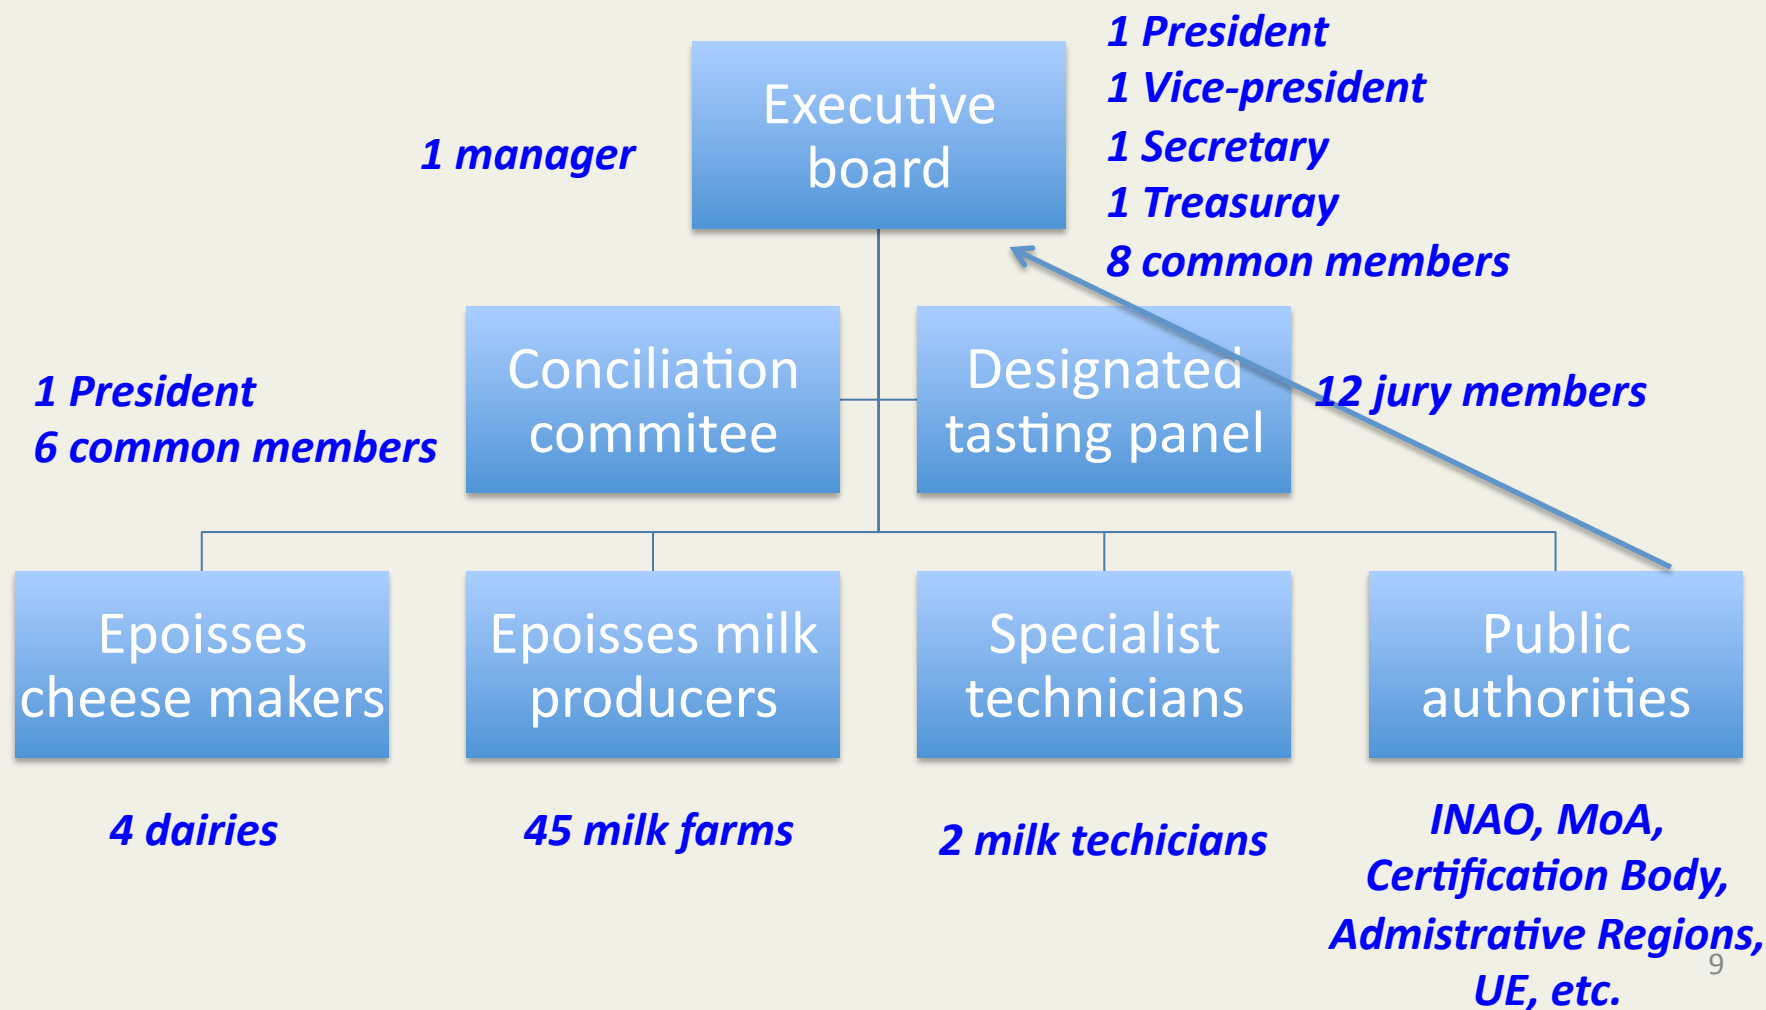 1 manager
Executive
board
1 President
1 Vice-president
1 Secretary
1 Treasuray
8 common members
1 President
6 common members
Conciliation
commitee
Designated
tasting panel
12 jury members
Epoisses
cheese makers
Epoisses milk
producers
Specialist
technicians
Public
authorities
4 dairies
45 milk farms
2 milk techicians
INAO, MoA,
Certification Body,
Admistrative Regions,
UE, etc.
9